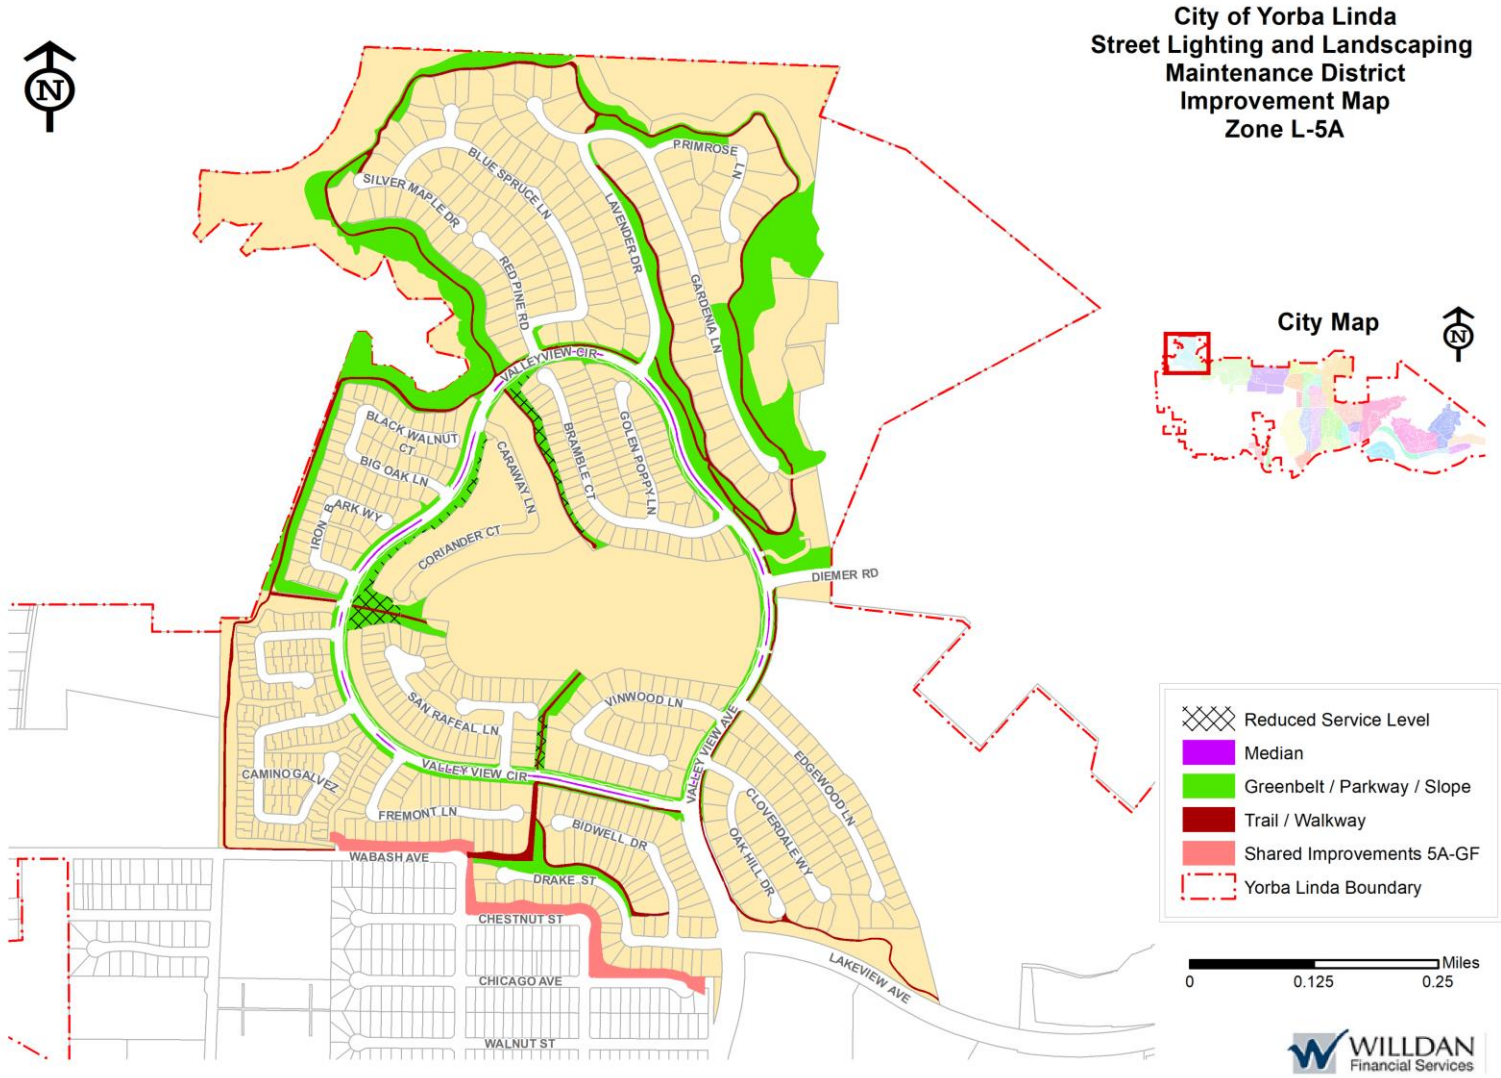 City of Yorba Linda
Street Lighting and Landscaping
Maintenance District
Improvement Map
Zone L-5A
N
PRIMROSE
LN
BLUE SPRUCE LN
SILVER MAPLE DR
LAVENDER DR
RED PINE RD
GARDENIA LN
City Map
N
VALLEYVIEW CIR
BLACK WALNUT
CT
BIG OAK LN
CARAWAY LN
BRAMBLE CT
GOLEN POPPY LN
IRON B
ARK WY
CORIANDER CT
DIEMER RD
VINWOOD LN
SAN RAFEAL LN
VALLEY VIEW AVE
EDGEWOOD LN
CAMINO GALVEZ
VALLEY VIEW CIR
FREMONT LN
CLOVERDALE WY
OAK HILL DR
BIDWELL DR
WABASH AVE
DRAKE ST
CHESTNUT ST
CHICAGO AVE
LAKEVIEW AVE
WALNUT ST
Reduced Service Level
Median
Greenbelt / Parkway / Slope
Trail / Walkway
Shared Improvements 5A-GF
Yorba Linda Boundary
Miles
0 0.125 0.25
WILLDAN
Financial Services